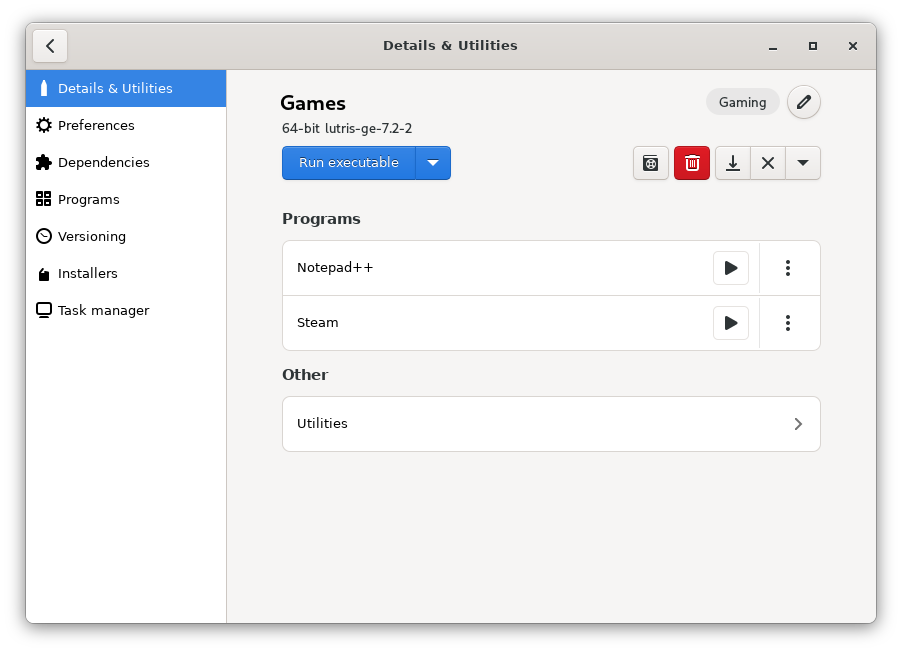 Details & Utilities
Details & Utilities
Preferences
Dependencies
Programs
Versioning
Installers
Task manager
Games
Gaming
64-bit lutris-ge-7.2-2
Run executable
Programs
Notepad++
Steam
Other
Utilities